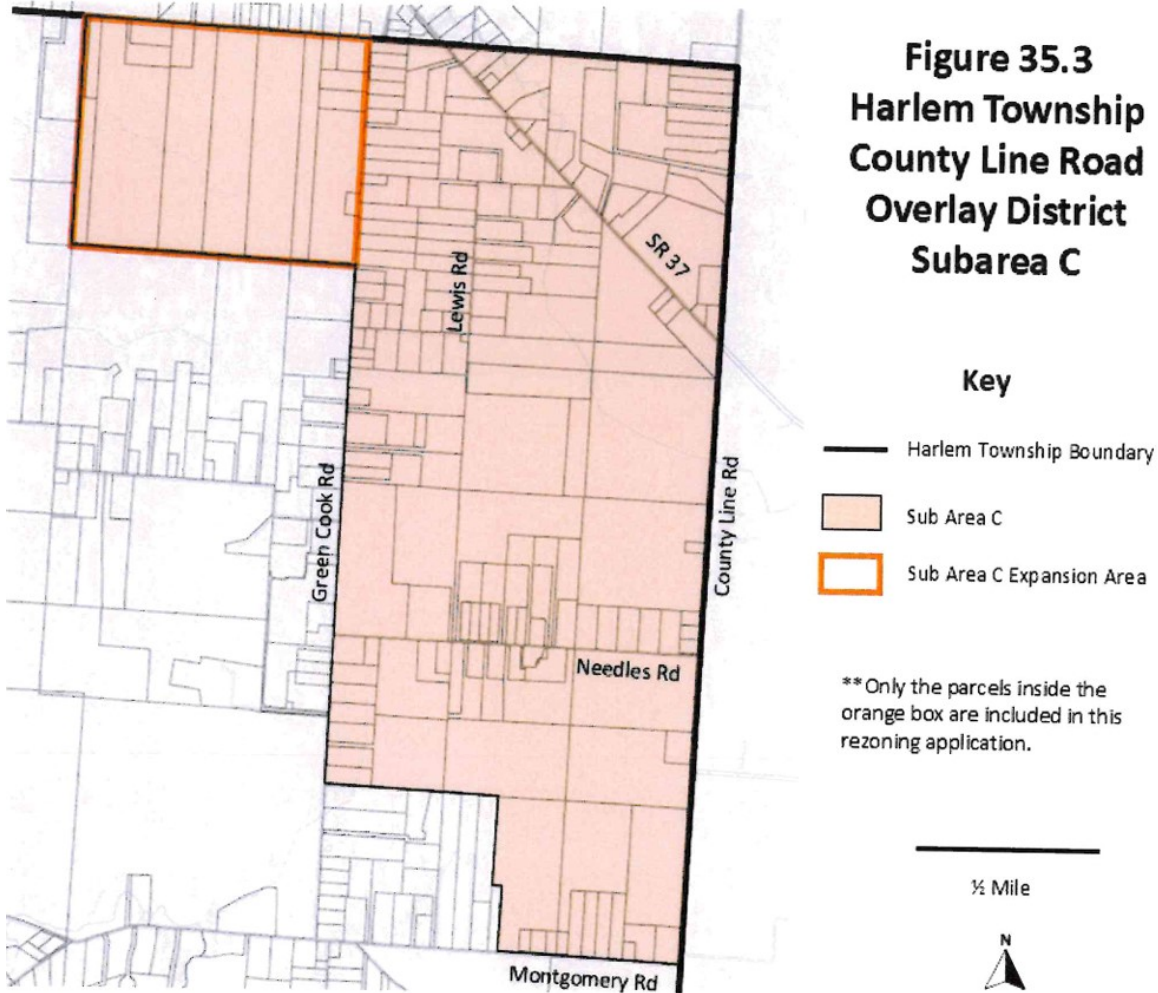 Figure 35.3
Harlem Township
County Line Road
Overlay District
Subarea C
SR 37
Lewis Rd
Green Cook Rd
County Line Rd
Needles Rd
Montgomery Rd
Key
Harlem Township Boundary
Sub Area C
Sub Area C Expansion Area
**Only the parcels inside the
orange box are included in this
rezoning application.
½ Mile
N